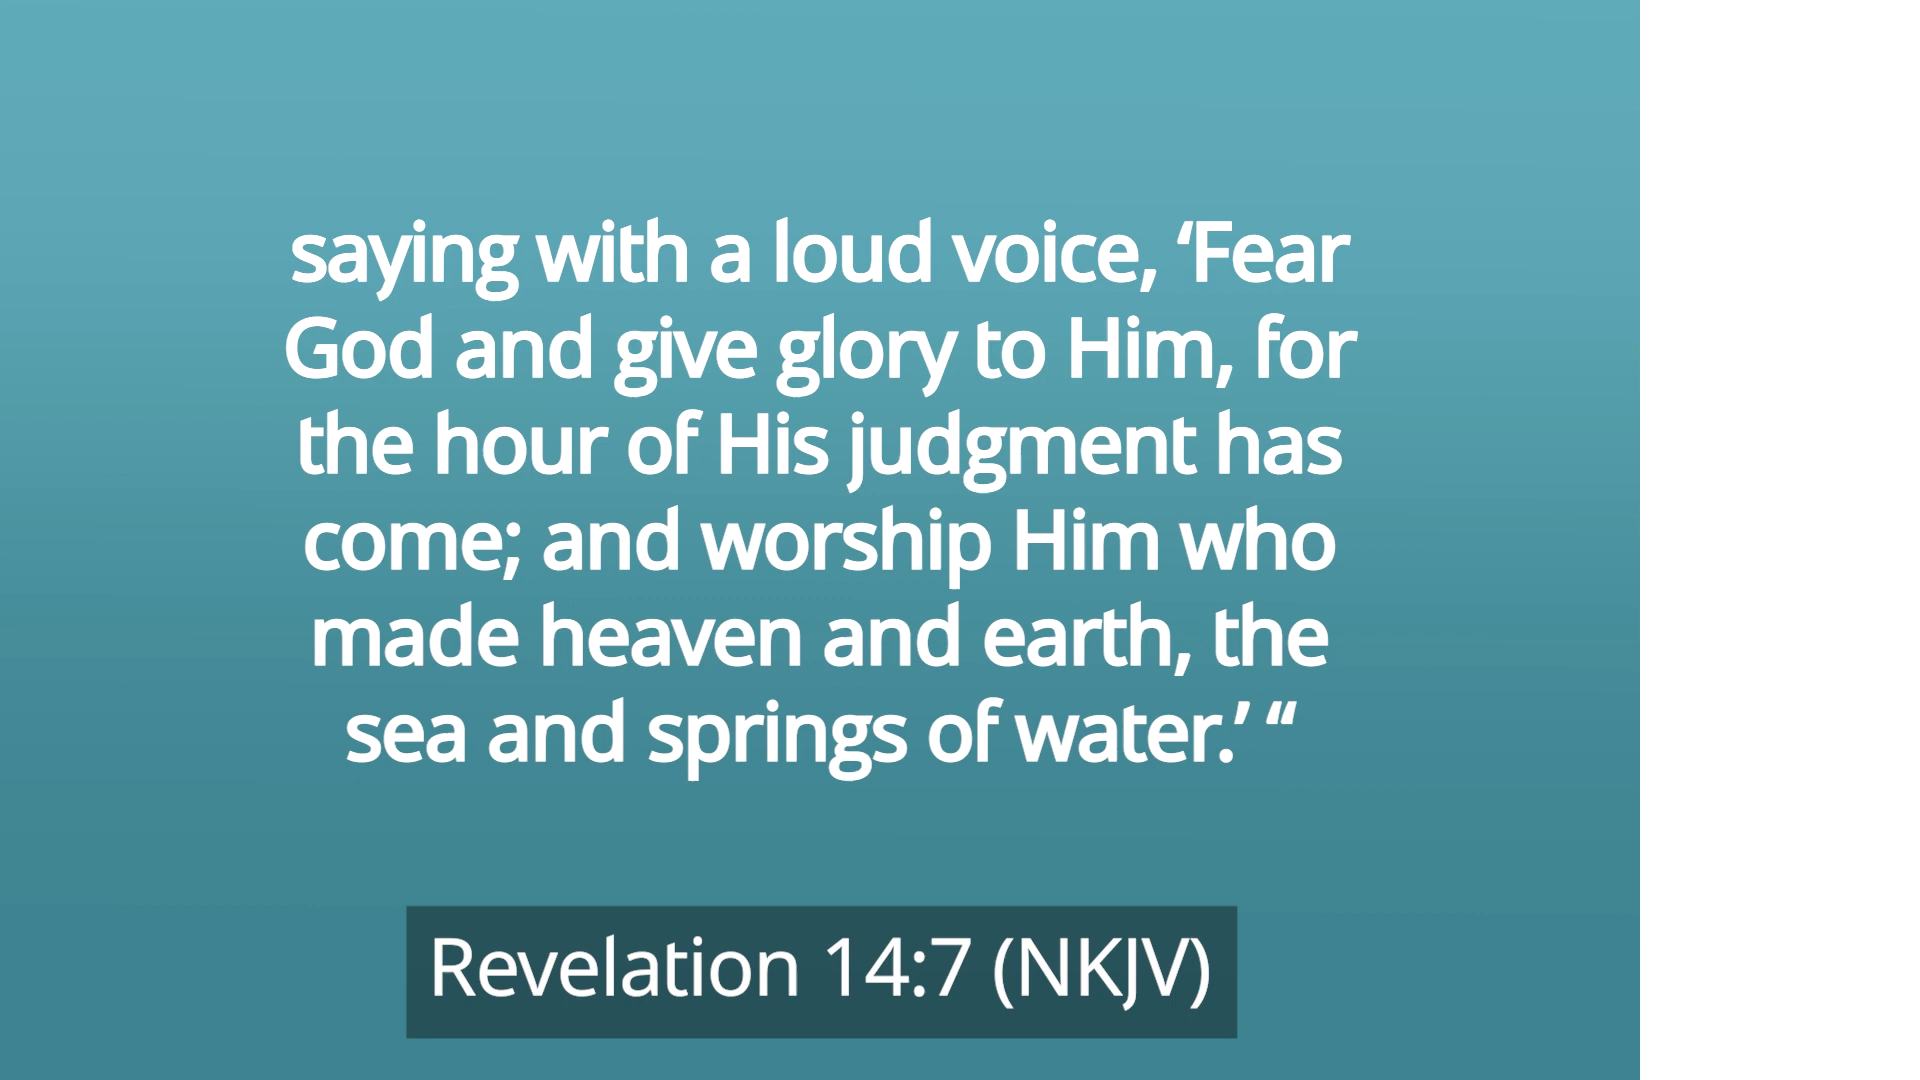 saying with a loud voice, ‘Fear
God and give glory to Him, for
the hour of His judgment has
come; and worship Him who
made heaven and earth, the
sea and springs of water.’ “
Revelation 14:7 (NKJV)